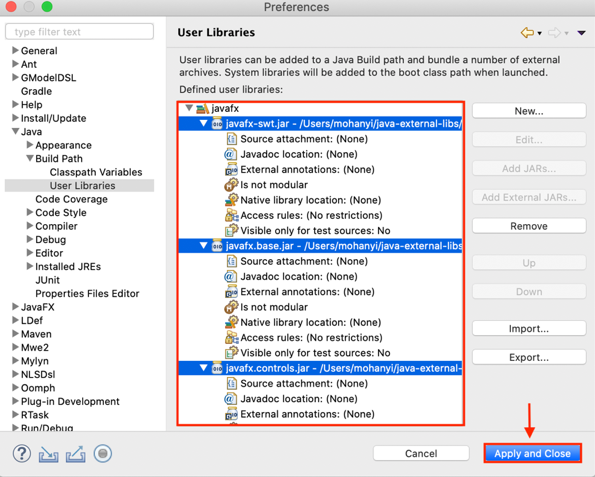 Preferences
type filter text
General
Ant
GModelDSL
Gradle
Help
Install/Update
Java
Appearance
Build Path
Classpath Variables
User Libraries
Code Coverage
Code Style
Compiler
Debug
Editor
Installed JREs
JUnit
Properties Files Editor
JavaFX
LDef
Maven
Mwe2
Mylyn
NLSDsl
Oomph
Plug-in Development
RTask
Run/Debug
User Libraries
User libraries can be added to a Java Build path and bundle a number of external
archives. System libraries will be added to the boot class path when launched.
Defined user libraries:
javafx
javafx-swt.jar - /Users/mohanyi/java-external-libs/
Source attachment: (None)
Javadoc location: (None)
External annotations: (None)
Is not modular
Native library location: (None)
Access rules: (No restrictions)
Visible only for test sources: No
javafx.base.jar - /Users/mohanyi/java-external-libs
Source attachment: (None)
Javadoc location: (None)
External annotations: (None)
Is not modular
Native library location: (None)
Access rules: (No restrictions)
Visible only for test sources: No
javafx.controls.jar - /Users/mohanyi/java-external-
Source attachment: (None)
Javadoc location: (None)
External annotations: (None)
New...
Edit...
Add JARs...
Add External JARs...
Remove
Up
Down
Import...
Export...
?
Cancel
Apply and Close